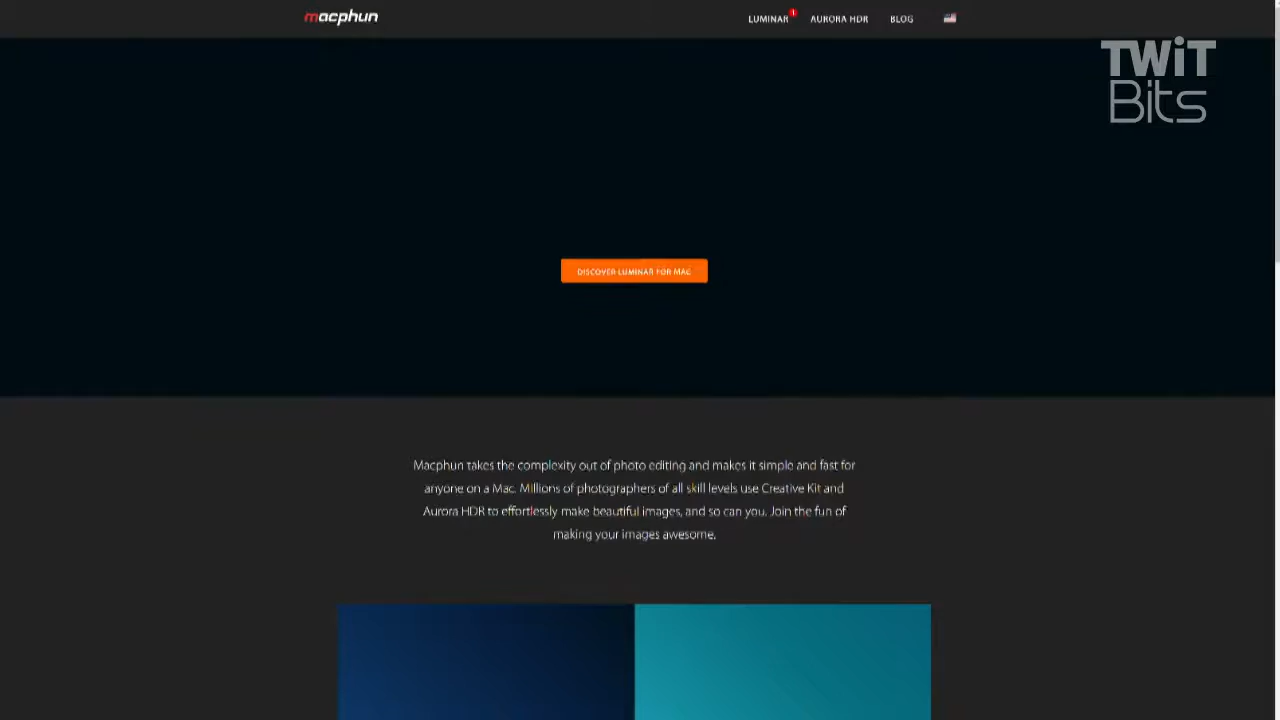 macphun
LUMINAR 1 AURORA HDR BLOG
TWiT
Bits
DISCOVER LUMINAR FOR MAC
Macphun takes the complexity out of photo editing and makes it simple and fast for
anyone on a Mac. Millions of photographers of all skill levels use Creative Kit and
Aurora HDR to effortlessly make beautiful images, and so can you. Join the fun of
making your images awesome.